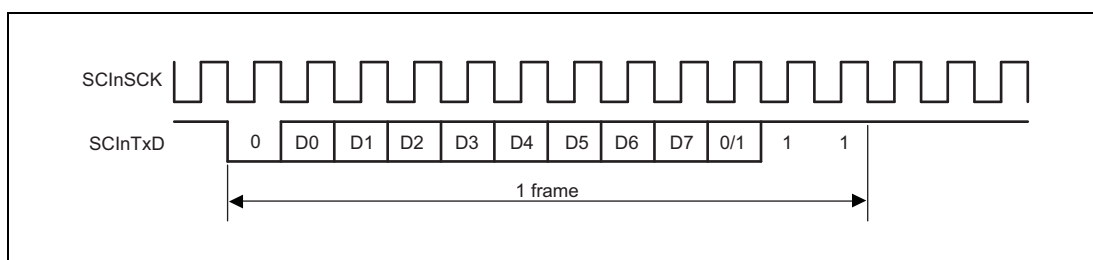 SCInSCK
SCInTxD 0 D0 D1 D2 D3 D4 D5 D6 D7 0/1 1 1
1 frame